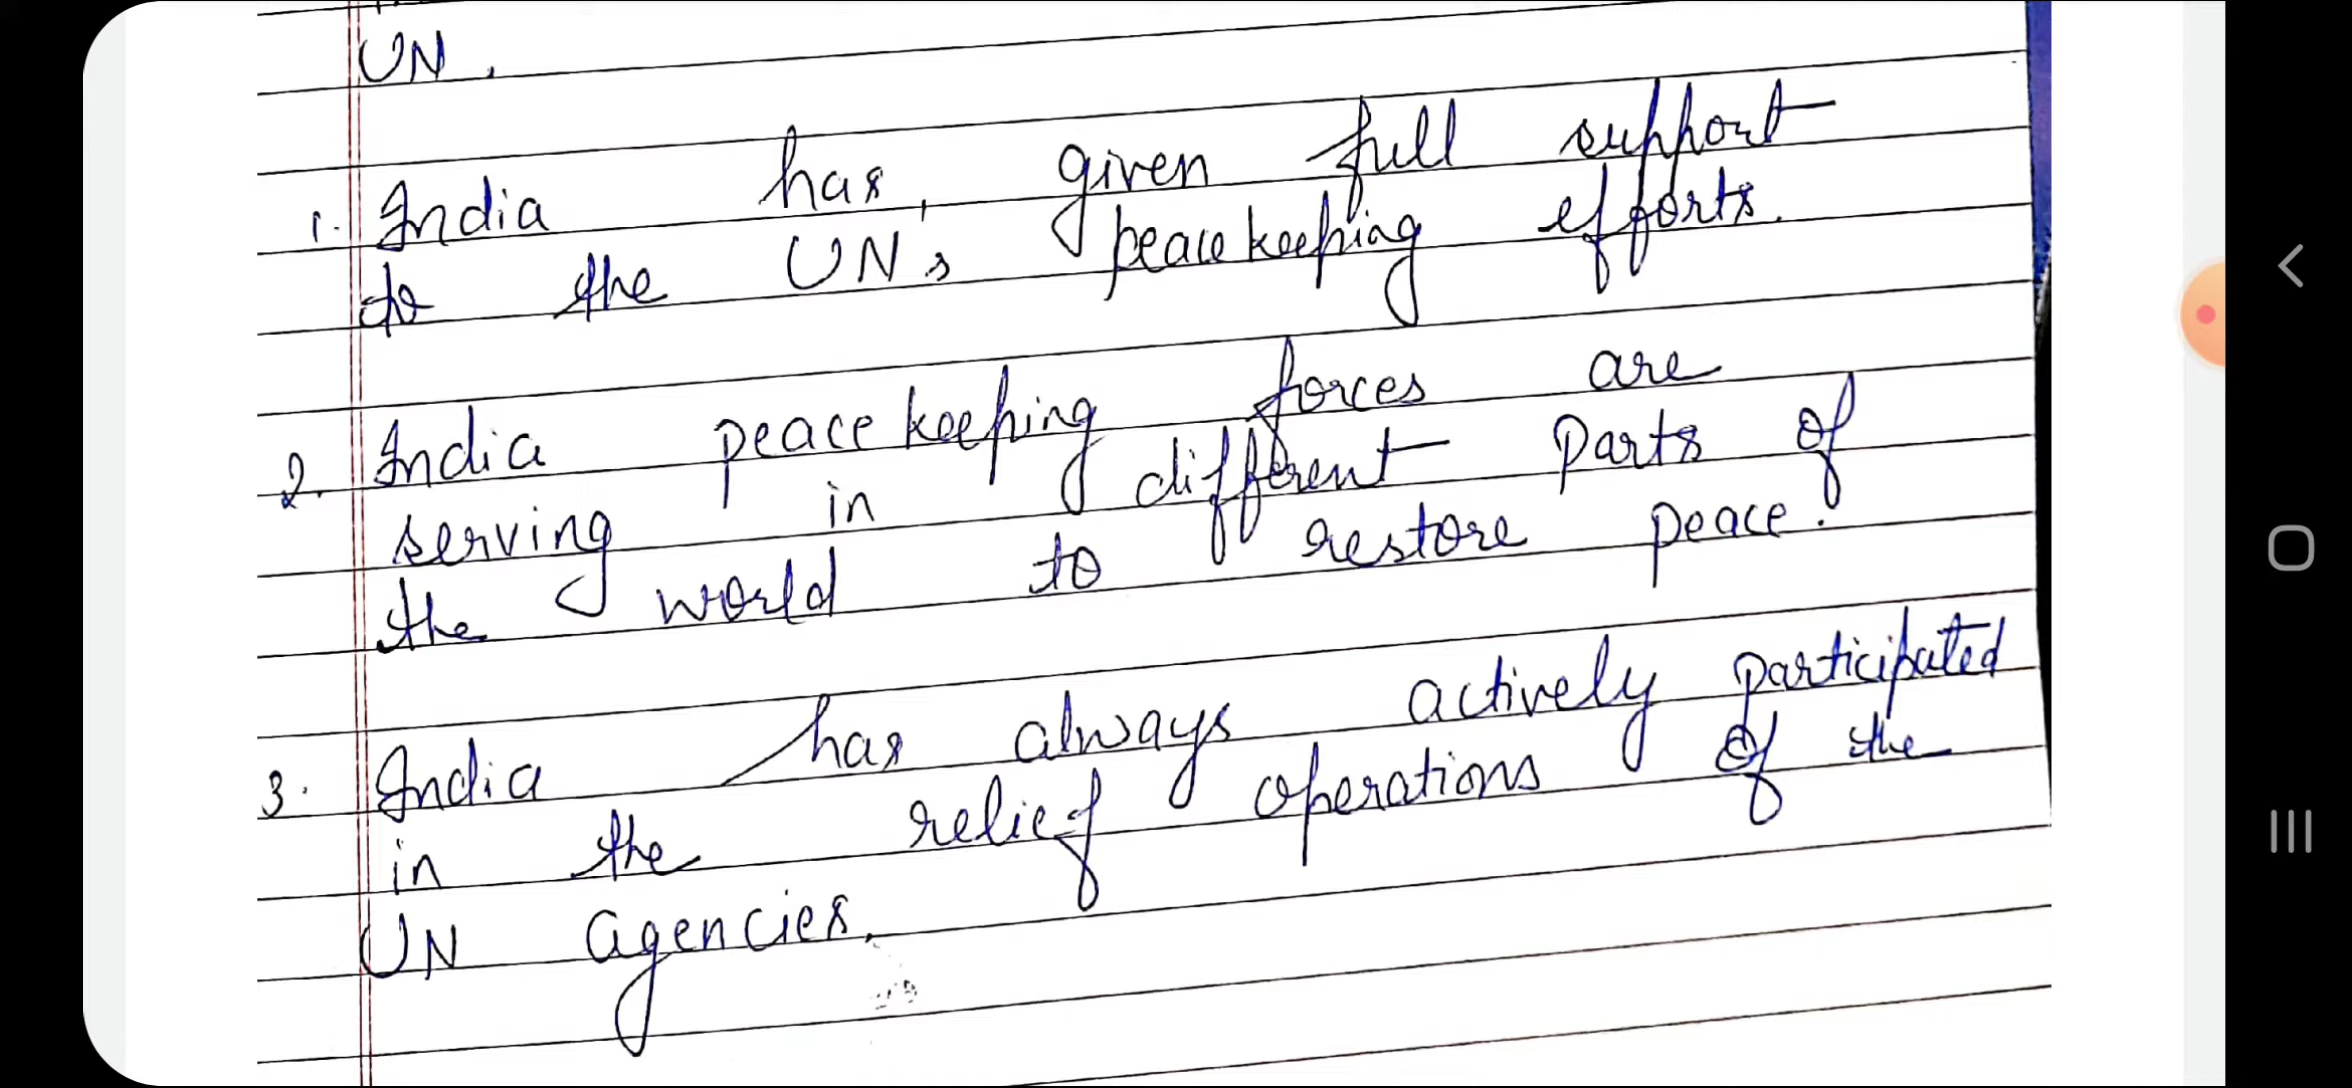 UN.
1. India has, given full support
to the UN's peace keeping efforts.
2. India peace keeping forces are
serving in different parts of
the world to restore peace.
3. India has always actively participated
in the relief operations of the
UN agencies.